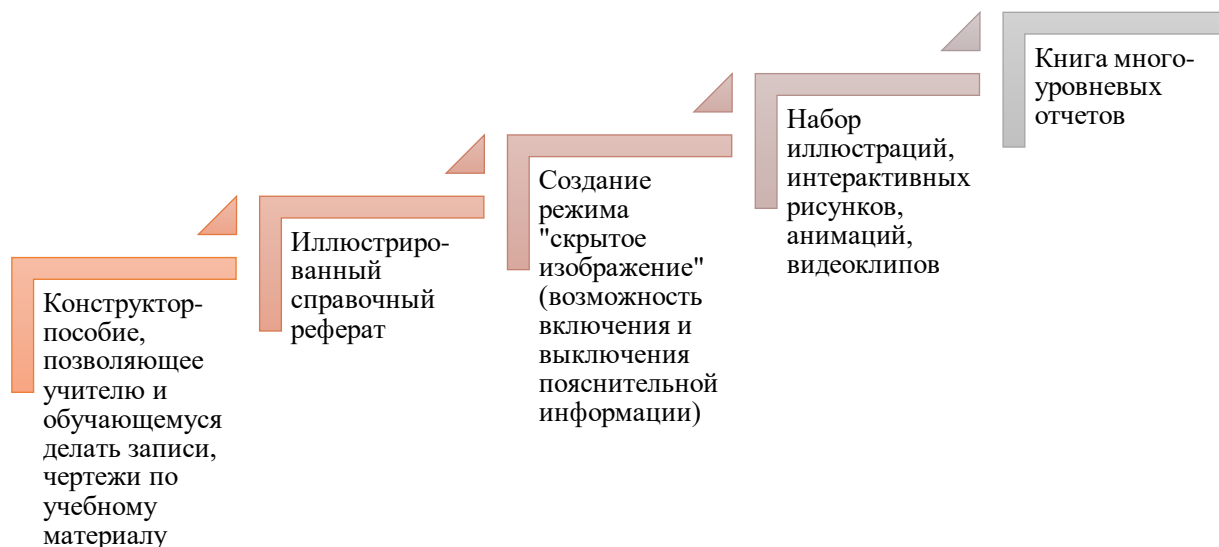 Конструктор-
пособие,
позволяющее
учителю и
обучающемуся
делать записи,
чертежи по
учебному
материалу
Иллюстриро-
ванный
справочный
реферат
Создание
режима
"скрытое
изображение"
(возможность
включения и
выключения
пояснительной
информации)
Набор
иллюстраций,
интерактивных
рисунков,
анимаций,
видеоклипов
Книга много-
уровневых
отчетов